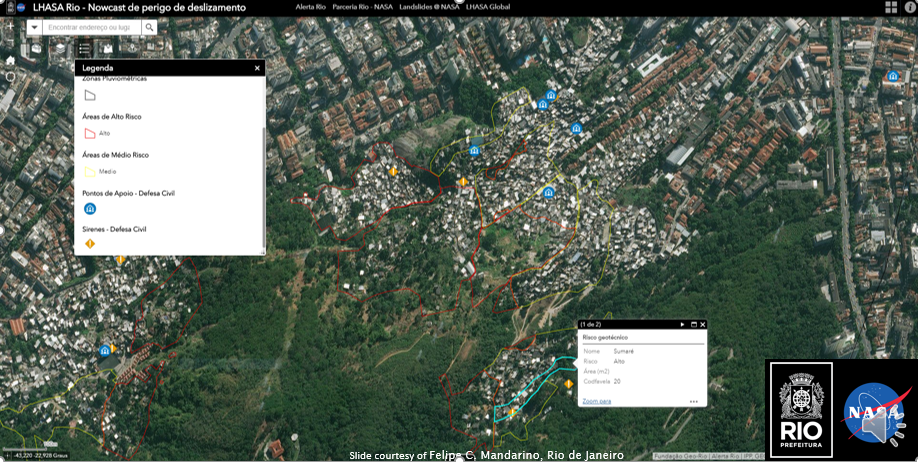 LHASA Rio - Nowcast de perigo de deslizamento
Alerta Rio Parceria Rio - NASA Landslides @ NASA LHASA Global
Encontrar endereço ou luga
Legenda
Zonas Pluviométricas
Áreas de Alto Risco
Alto
Áreas de Médio Risco
Medio
Pontos de Apoio - Defesa Civil
Sirenes - Defesa Civil
(1 de 2)
Risco geotécnico
Nome Sumaré
Risco Alto
Área (m2)
Codfavela 20
Zoom para
RIO
PREFEITURA
NASA
-43,220 -22,928 Graus
Slide courtesy of Felipe C. Mandarino, Rio de Janeiro
Fundação Geo-Rio | Alerta Rio | IPP, GE